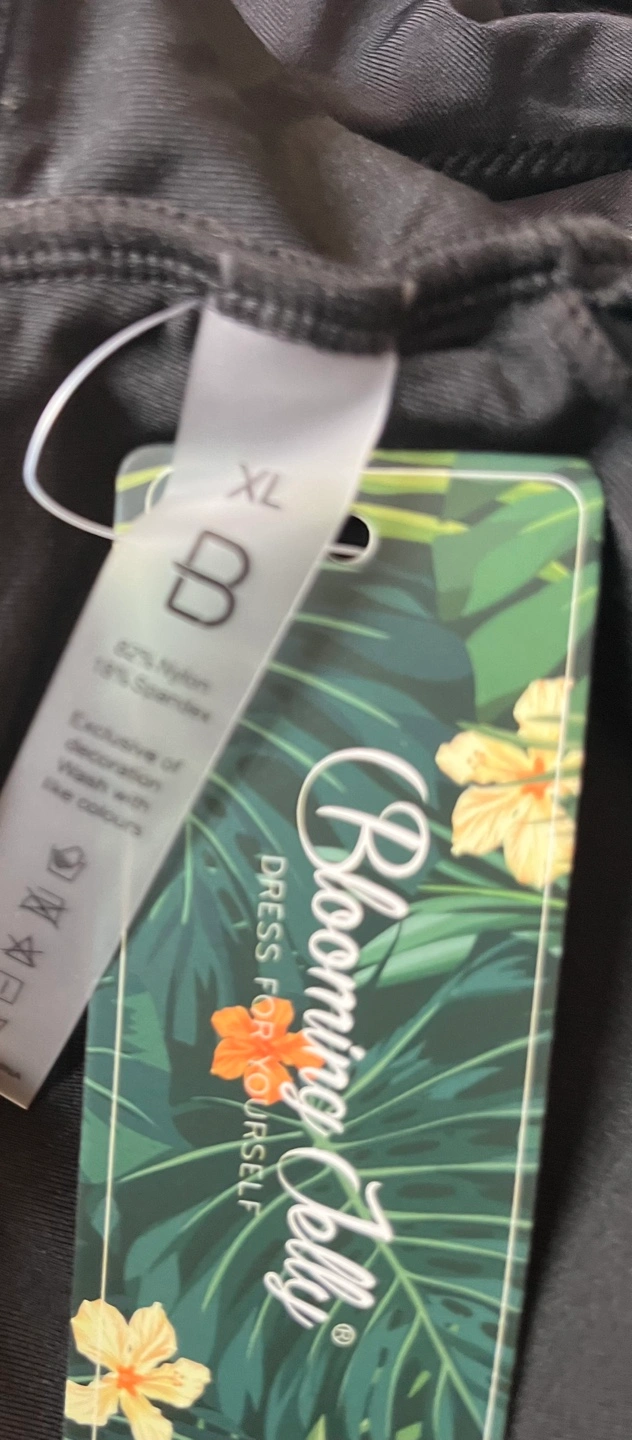 XL
B
82% Nylon
18% Spandex
Exclusive of
decoration
Wash with
like colours
Blooming Jelly®
DRESS FOR YOURSELF